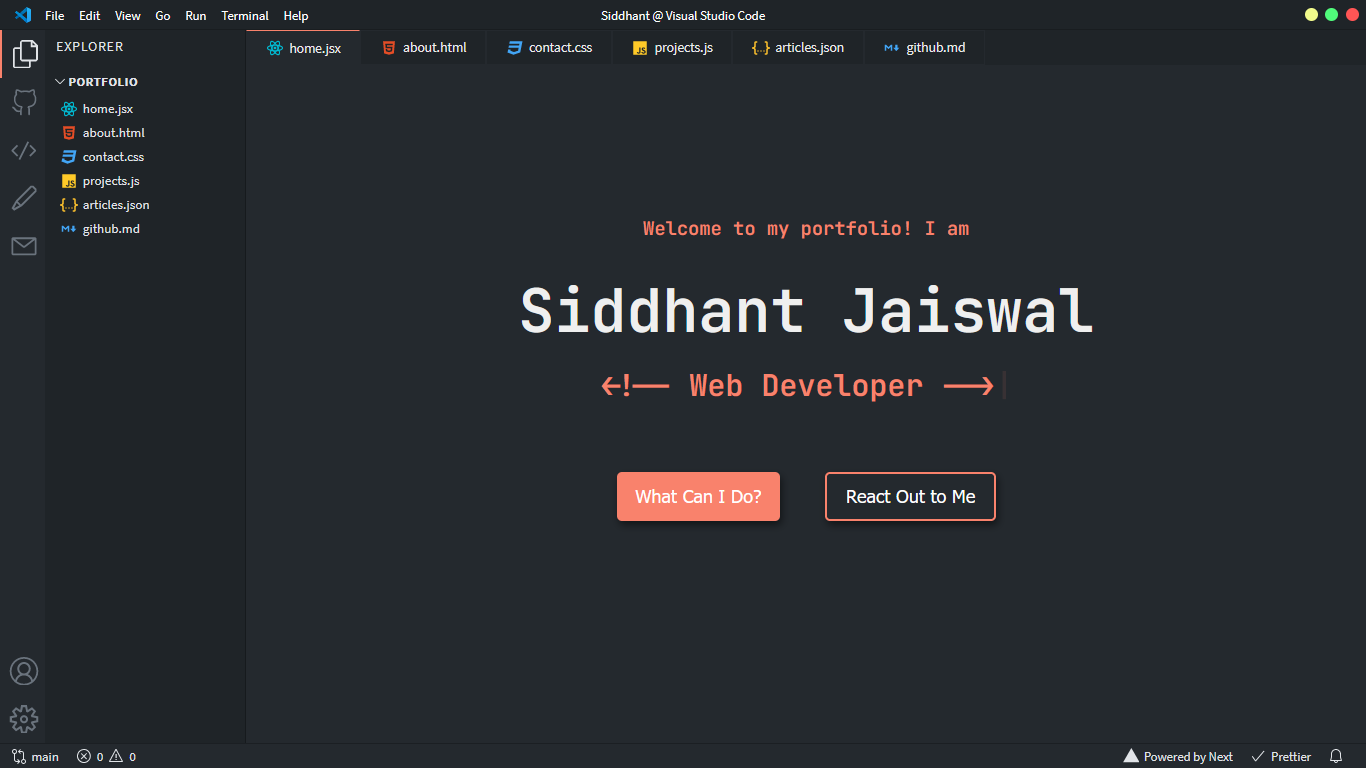 File Edit View Go Run Terminal Help Siddhant @ Visual Studio Code
EXPLORER
PORTFOLIO
home.jsx
about.html
contact.css
projects.js
articles.json
github.md
home.jsx about.html contact.css projects.js articles.json github.md
Welcome to my portfolio! I am
Siddhant Jaiswal
<!-- Web Developer -->
What Can I Do? React Out to Me
main 0 0 Powered by Next Prettier